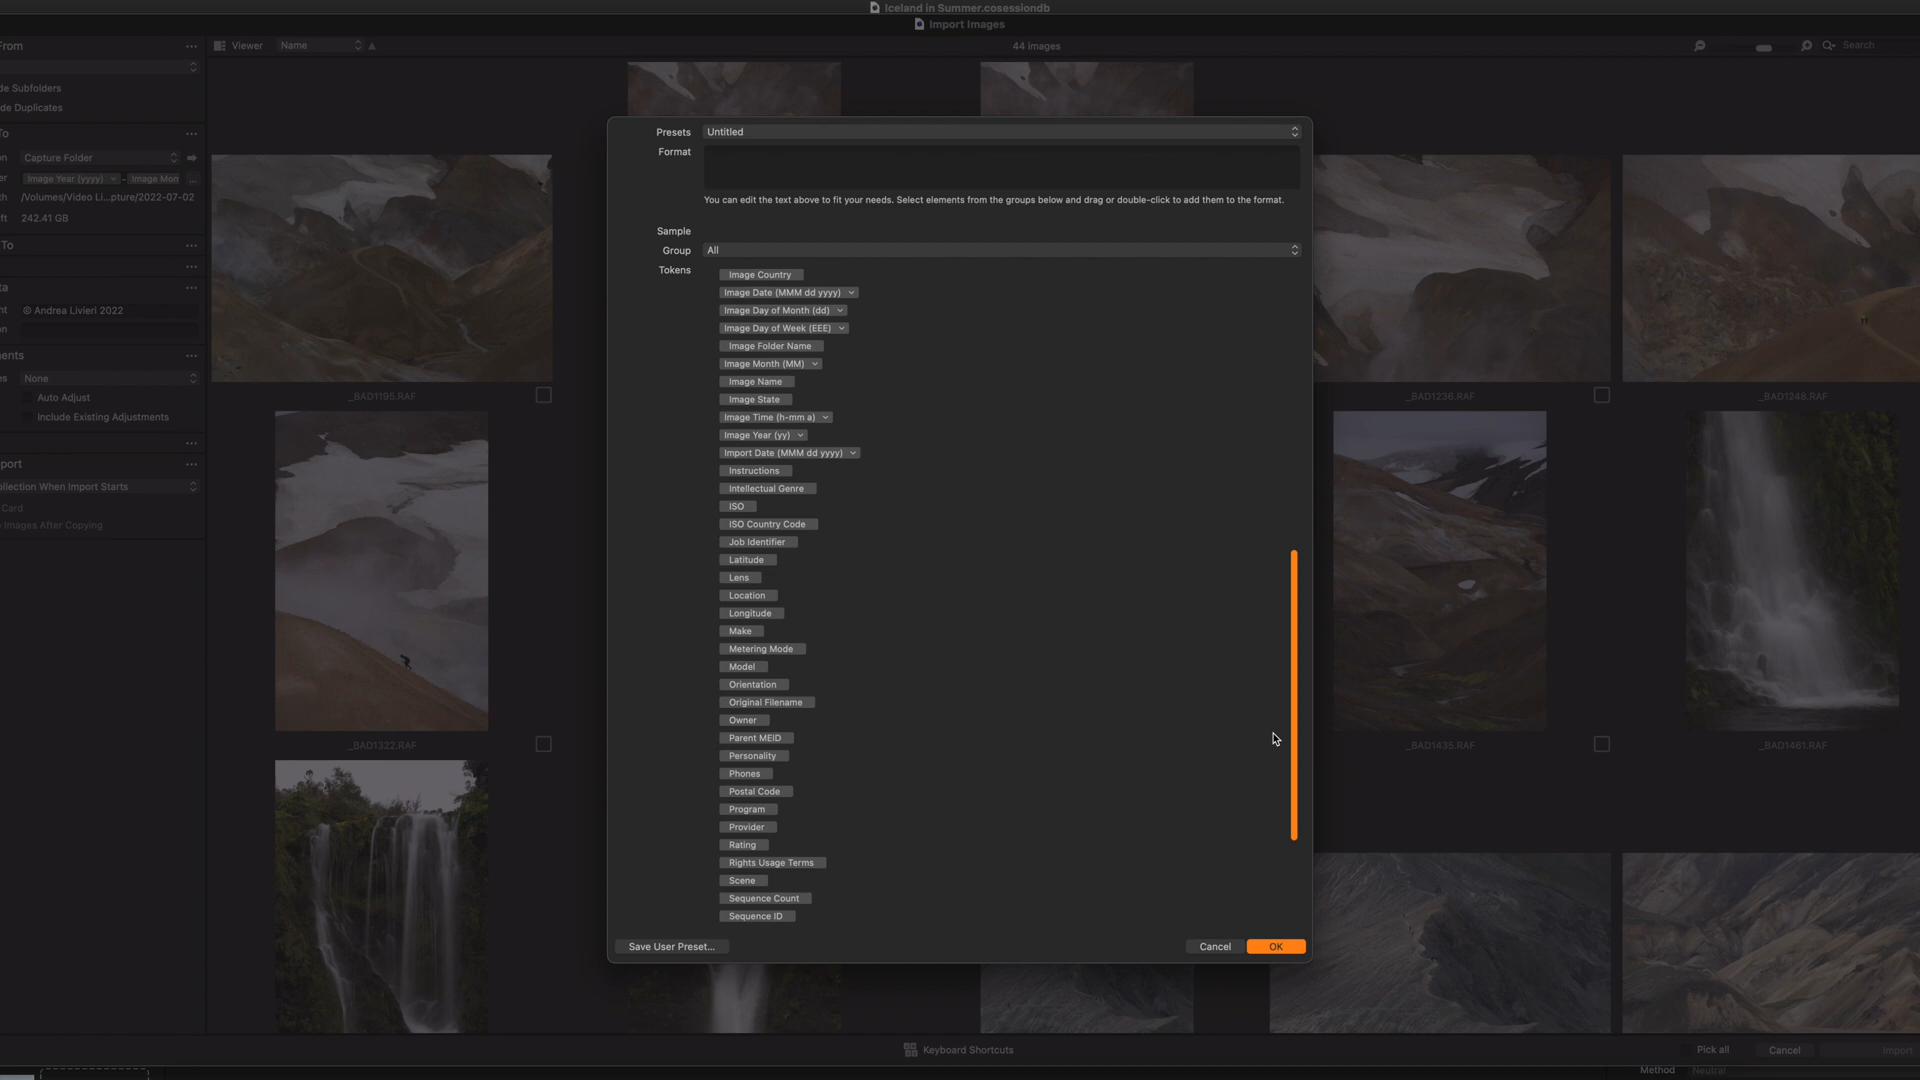 Iceland in Summer.cosessiondb
Import Images
From
Viewer
Name
44 images
Search
de Subfolders
de Duplicates
To
on
Capture Folder
er
Image Year (yyyy)
-
Image Mon
...
th
/Volumes/Video Li...pture/2022-07-02
ft
242.41 GB
To
ta
nt
© Andrea Livieri 2022
on
ents
es
None
Auto Adjust
Include Existing Adjustments
port
ollection When Import Starts
Card
Images After Copying
Presets
Untitled
Format
You can edit the text above to fit your needs. Select elements from the groups below and drag or double-click to add them to the format.
Sample
Group
All
Tokens
Image Country
Image Date (MMM dd yyyy)
Image Day of Month (dd)
Image Day of Week (EEE)
Image Folder Name
Image Month (MM)
Image Name
Image State
Image Time (h-mm a)
Image Year (yy)
Import Date (MMM dd yyyy)
Instructions
Intellectual Genre
ISO
ISO Country Code
Job Identifier
Latitude
Lens
Location
Longitude
Make
Metering Mode
Model
Orientation
Original Filename
Owner
Parent MEID
Personality
Phones
Postal Code
Program
Provider
Rating
Rights Usage Terms
Scene
Sequence Count
Sequence ID
Save User Preset...
Cancel
OK
_BAD1195.RAF
_BAD1236.RAF
_BAD1248.RAF
_BAD1322.RAF
_BAD1435.RAF
_BAD1461.RAF
Keyboard Shortcuts
Pick all
Cancel
Import
Method
Neutral